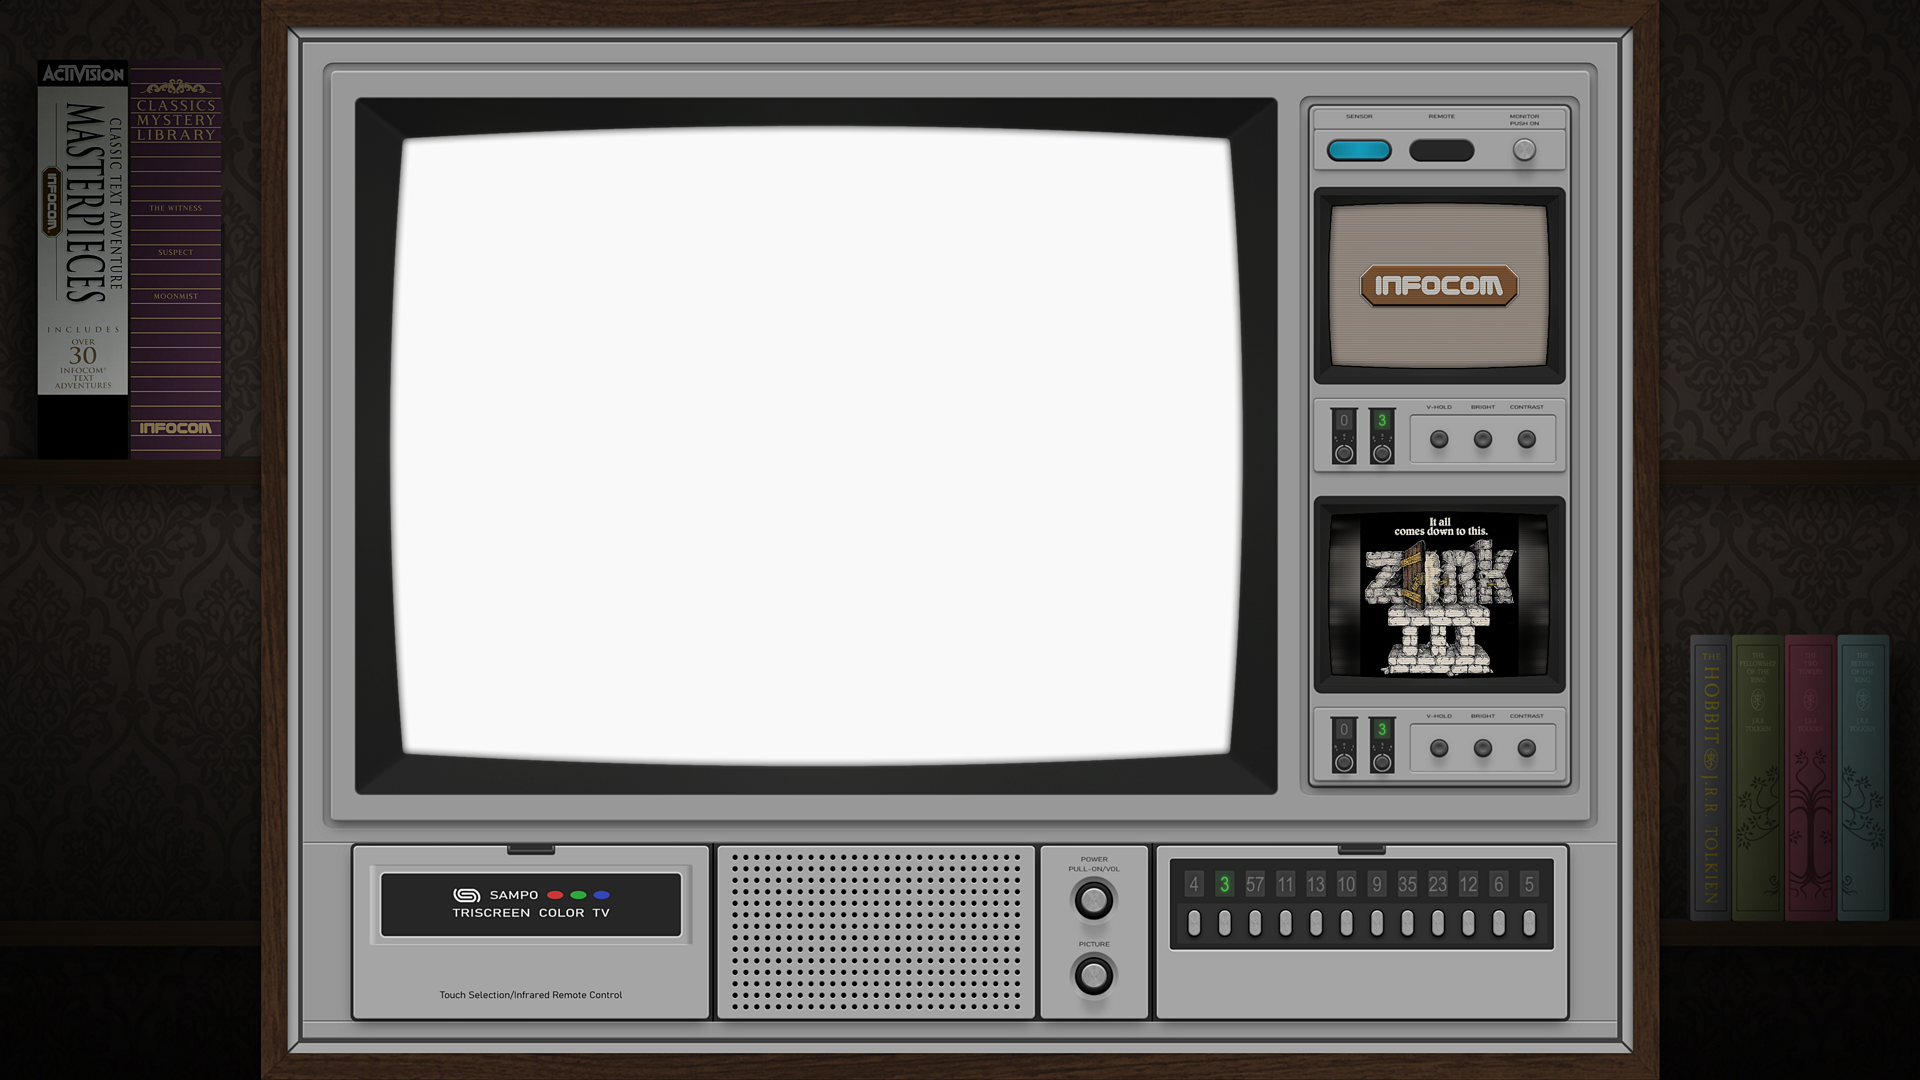 ACTIVISION
CLASSIC TEXT ADVENTURE
MASTERPIECES
INFOCOM
INCLUDES
OVER
30
INFOCOM®
TEXT
ADVENTURES
CLASSICS
MYSTERY
LIBRARY
THE WITNESS
SUSPECT
MOONMIST
INFOCOM
SENSOR
REMOTE
MONITOR
PUSH ON
INFOCOM
0 3
V-HOLD BRIGHT CONTRAST
It all
comes down to this.
ZORK
III
0 3
V-HOLD BRIGHT CONTRAST
SAMPO
TRISCREEN COLOR TV
Touch Selection/Infrared Remote Control
POWER
PULL-ON/VOL
PICTURE
4 3 57 11 13 10 9 35 23 12 6 5
THE HOBBIT J.R.R. TOLKIEN
THE
FELLOWSHIP
OF THE
RING
J.R.R.
TOLKIEN
THE
TWO
TOWERS
J.R.R.
TOLKIEN
THE
RETURN
OF THE
KING
J.R.R.
TOLKIEN